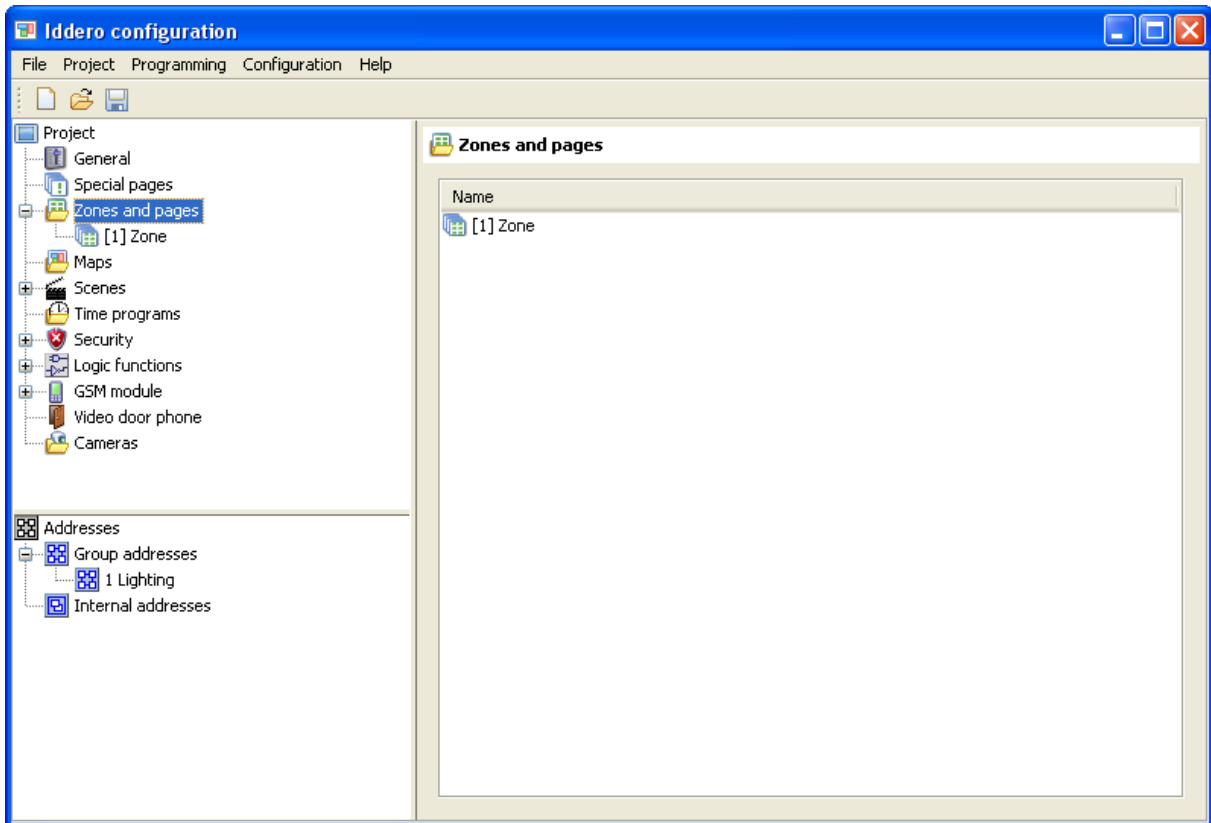 Iddero configuration
File Project Programming Configuration Help
Project
General
Special pages
Zones and pages
[1] Zone
Maps
Scenes
Time programs
Security
Logic functions
GSM module
Video door phone
Cameras
Addresses
Group addresses
1 Lighting
Internal addresses
Zones and pages
Name
[1] Zone